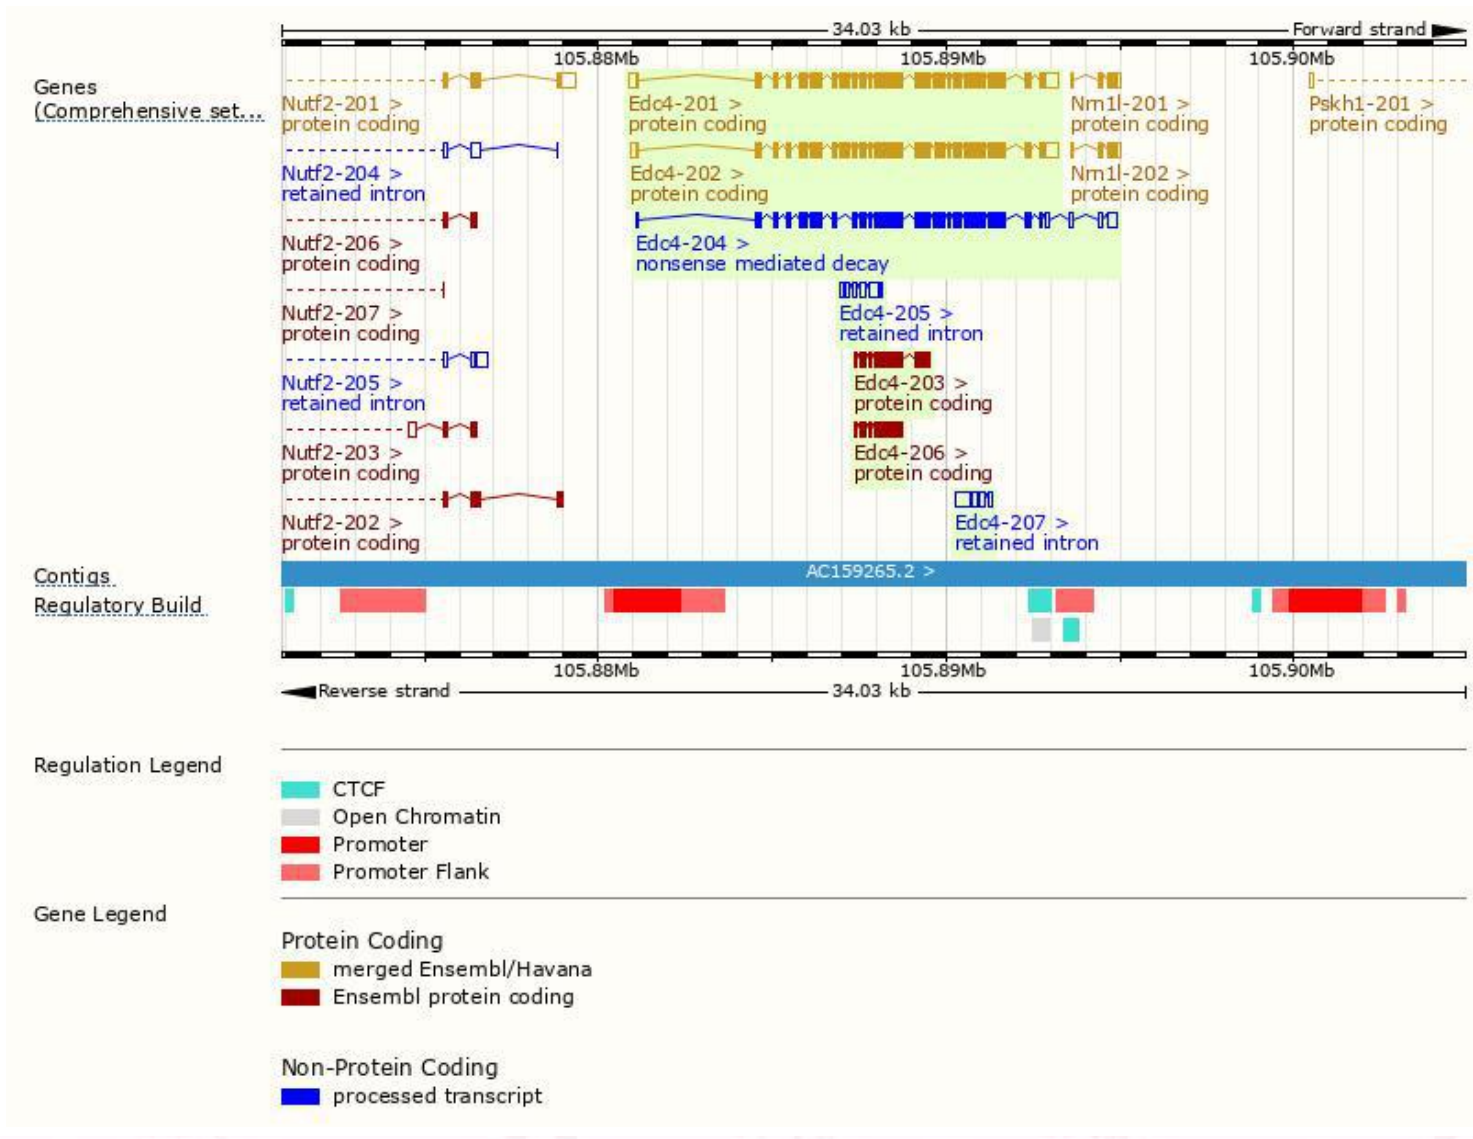 34.03 kb
Forward strand
105.88Mb 105.89Mb 105.90Mb
Genes
(Comprehensive set...
Nutf2-201 > Edc4-201 > Nrn1l-201 > Pskh1-201 >
protein coding protein coding protein coding protein coding
Nutf2-204 > Edc4-202 > Nrn1l-202 >
retained intron protein coding protein coding
Nutf2-206 > Edc4-204 >
protein coding nonsense mediated decay
Nutf2-207 > Edc4-205 >
protein coding retained intron
Nutf2-205 > Edc4-203 >
retained intron protein coding
Nutf2-203 > Edc4-206 >
protein coding protein coding
Nutf2-202 > Edc4-207 >
protein coding retained intron
Contigs AC159265.2 >
Regulatory Build
105.88Mb 105.89Mb 105.90Mb
Reverse strand 34.03 kb
Regulation Legend
CTCF
Open Chromatin
Promoter
Promoter Flank
Gene Legend
Protein Coding
merged Ensembl/Havana
Ensembl protein coding
Non-Protein Coding
processed transcript